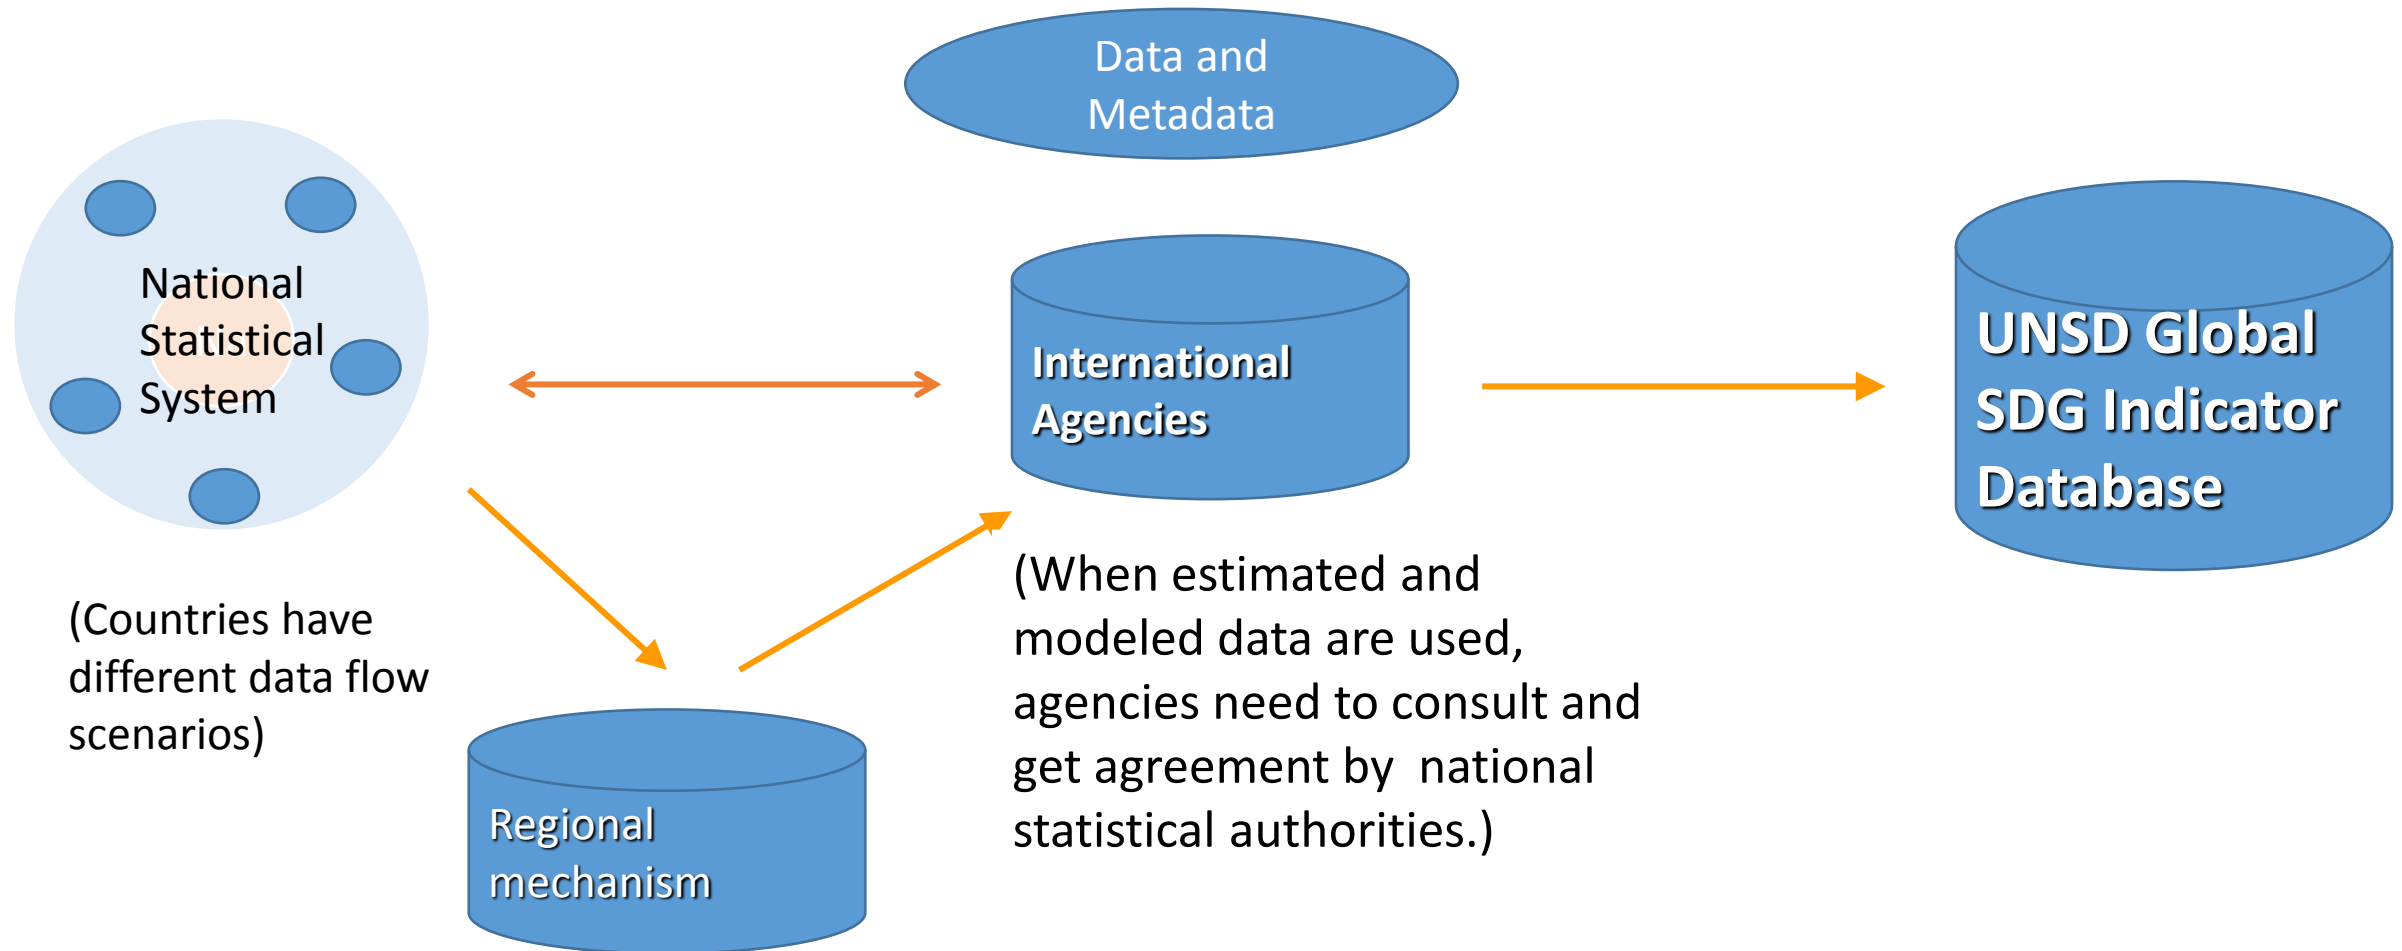 Data and
Metadata
National
Statistical
System
International
Agencies
UNSD Global
SDG Indicator
Database
(Countries have
different data flow
scenarios)
(When estimated and
modeled data are used,
agencies need to consult and
get agreement by  national
statistical authorities.)
Regional
mechanism